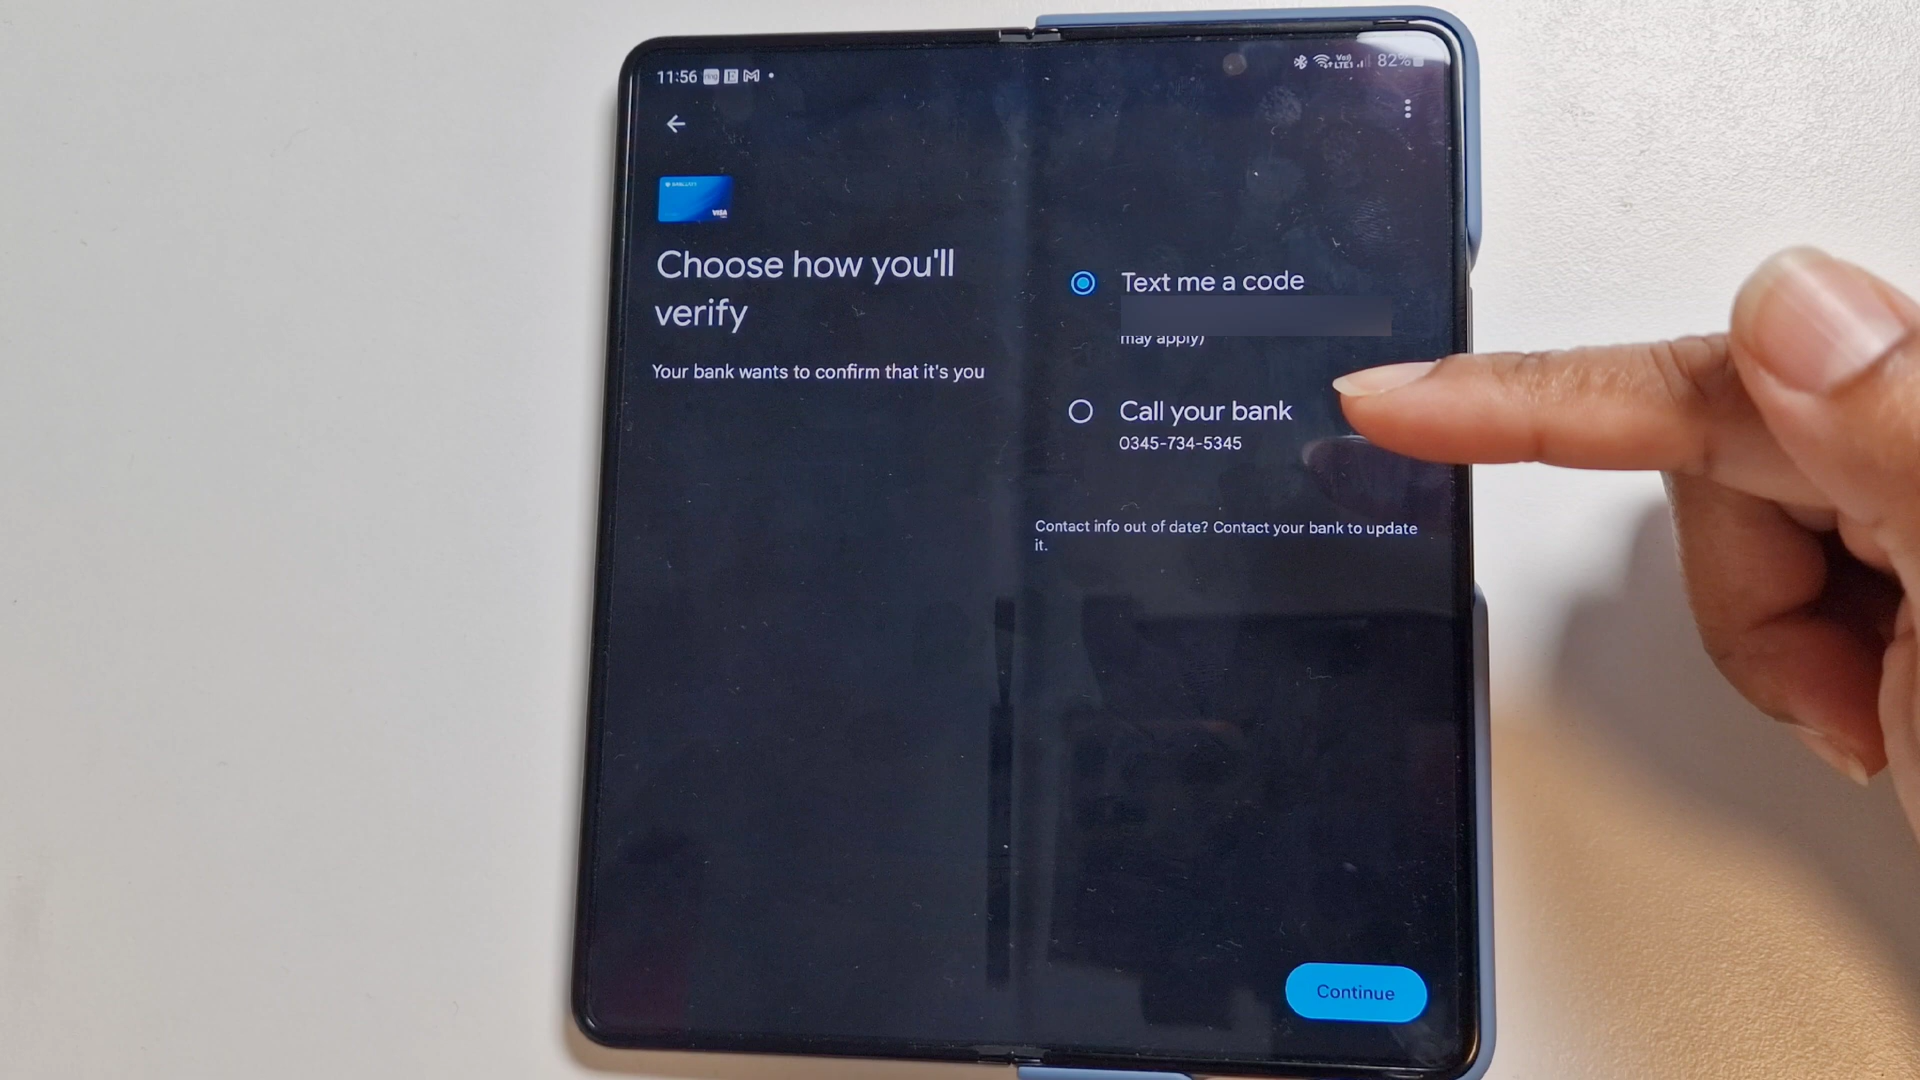 11:56
82%
VISA
Choose how you'll
verify
Your bank wants to confirm that it's you
Text me a code
may apply)
Call your bank
0345-734-5345
Contact info out of date? Contact your bank to update
it.
Continue